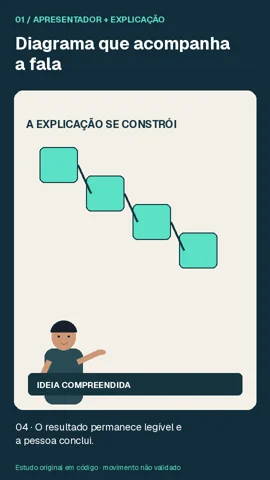 01 / APRESENTADOR + EXPLICAÇÃO
Diagrama que acompanha
a fala
A EXPLICAÇÃO SE CONSTRÓI
IDEIA COMPREENDIDA
04 · O resultado permanece legível e
a pessoa conclui.
Estudo original em código · movimento não validado